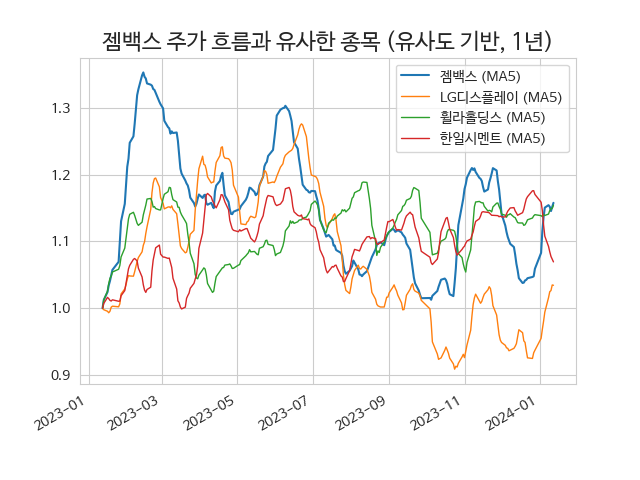 젬백스 주가 흐름과 유사한 종목 (유사도 기반, 1년)
젬백스 (MA5)
LG디스플레이 (MA5)
휠라홀딩스 (MA5)
한일시멘트 (MA5)
1.3
1.2
1.1
1.0
0.9
2023-01
2023-03
2023-05
2023-07
2023-09
2023-11
2024-01